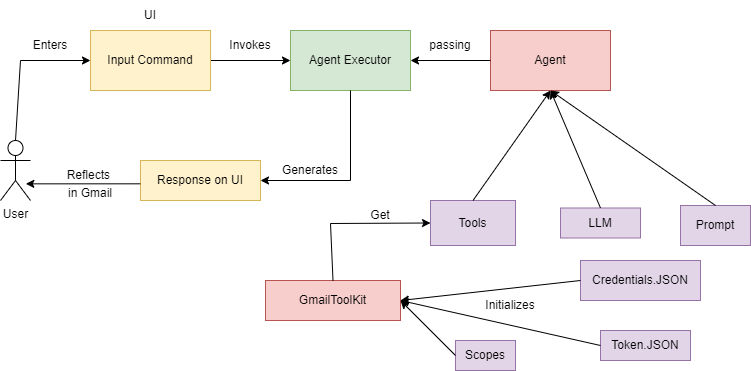 UI
Enters
Input Command
Invokes
Agent Executor
passing
Agent
Reflects
in Gmail
Response on UI
Generates
User
Get
Tools
LLM
Prompt
GmailToolKit
Initializes
Credentials.JSON
Token.JSON
Scopes